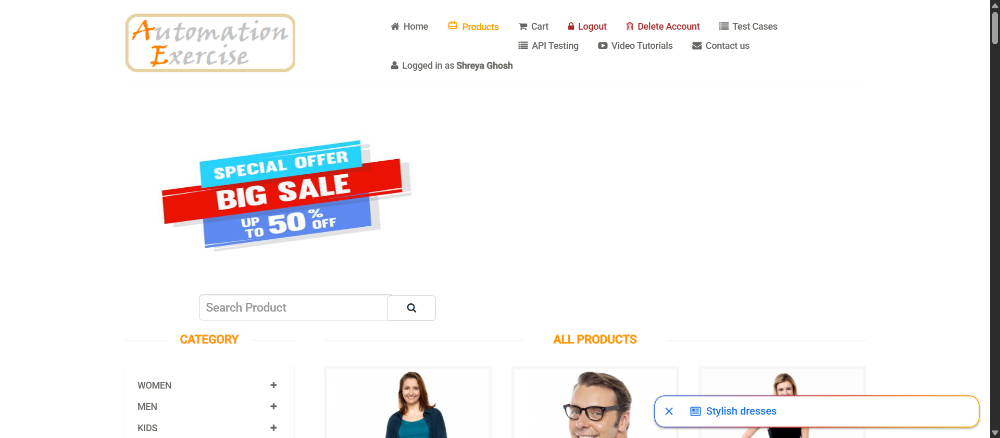 Automation
Exercise
Home Products Cart Logout Delete Account Test Cases
API Testing Video Tutorials Contact us
Logged in as Shreya Ghosh
SPECIAL OFFER
BIG SALE
UP TO 50% OFF
Search Product
CATEGORY
ALL PRODUCTS
WOMEN
MEN
KIDS
Stylish dresses